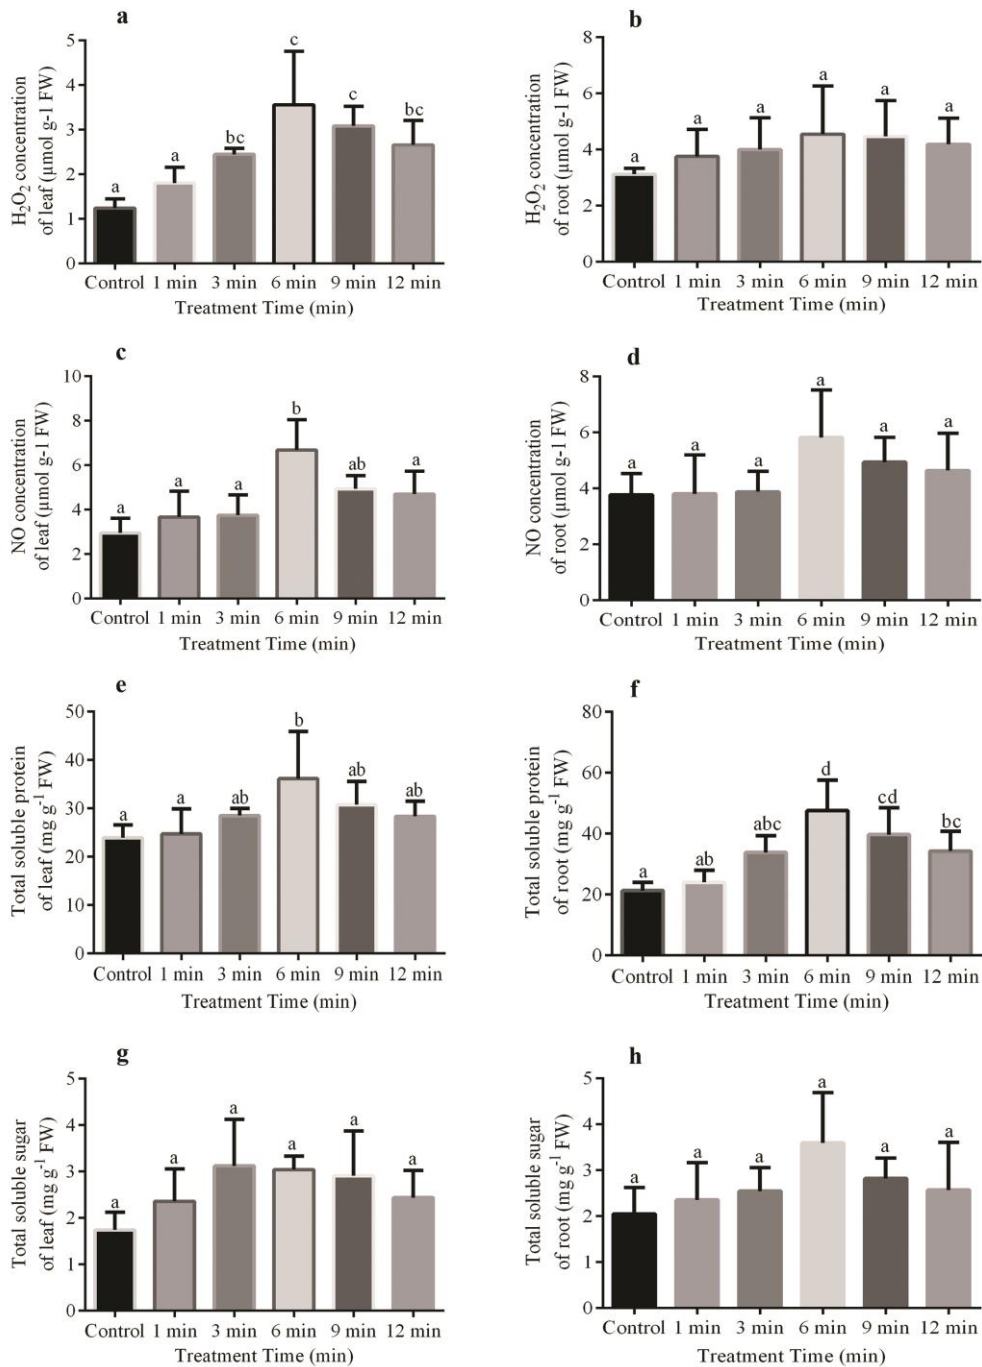 a
H₂O₂ concentration
of leaf (μmol g-1 FW)
5
4
3
2
1
0
a
a
bc
c
c
bc
Control 1 min 3 min 6 min 9 min 12 min
Treatment Time (min)
b
H₂O₂ concentration
of root (μmol g-1 FW)
8
6
4
2
0
a
a
a
a
a
a
Control 1 min 3 min 6 min 9 min 12 min
Treatment Time (min)
c
NO concentration
of leaf (μmol g-1 FW)
10
8
6
4
2
0
a
a
a
b
ab
a
Control 1 min 3 min 6 min 9 min 12 min
Treatment Time (min)
d
NO concentration
of root (μmol g-1 FW)
8
6
4
2
0
a
a
a
a
a
a
Control 1 min 3 min 6 min 9 min 12 min
Treatment Time (min)
e
Total soluble protein
of leaf (mg g⁻¹ FW)
50
40
30
20
10
0
a
a
ab
b
ab
ab
Control 1 min 3 min 6 min 9 min 12 min
Treatment Time (min)
f
Total soluble protein
of root (mg g⁻¹ FW)
80
60
40
20
0
a
ab
abc
d
cd
bc
Control 1 min 3 min 6 min 9 min 12 min
Treatment Time (min)
g
Total soluble sugar
of leaf (mg g⁻¹ FW)
5
4
3
2
1
0
a
a
a
a
a
a
Control 1 min 3 min 6 min 9 min 12 min
Treatment Time (min)
h
Total soluble sugar
of root (mg g⁻¹ FW)
5
4
3
2
1
0
a
a
a
a
a
a
Control 1 min 3 min 6 min 9 min 12 min
Treatment Time (min)